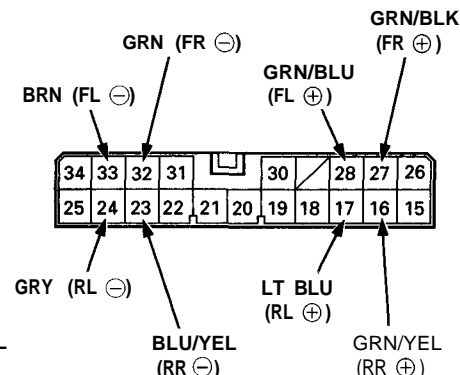 GRN/BLK
(FR ⊕)
GRN (FR ⊖)
GRN/BLU
(FL ⊕)
BRN (FL ⊖)
34 33 32 31 30 28 27 26
25 24 23 22 21 20 19 18 17 16 15
GRY (RL ⊖)
LT BLU
(RL ⊕)
BLU/YEL
(RR ⊖)
GRN/YEL
(RR ⊕)